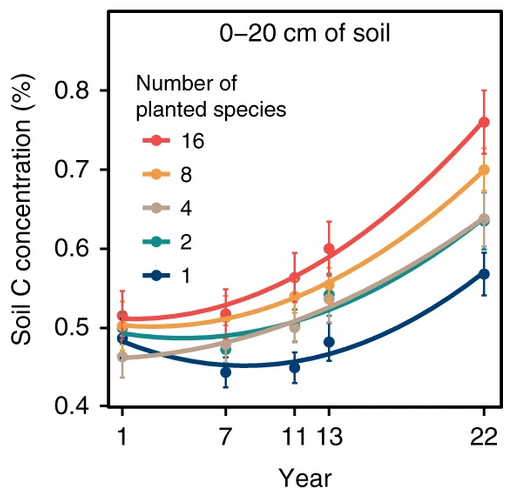 0–20 cm of soil
Number of
planted species
16
8
4
2
1
Soil C concentration (%)
0.8
0.7
0.6
0.5
0.4
1 7 11 13 22
Year